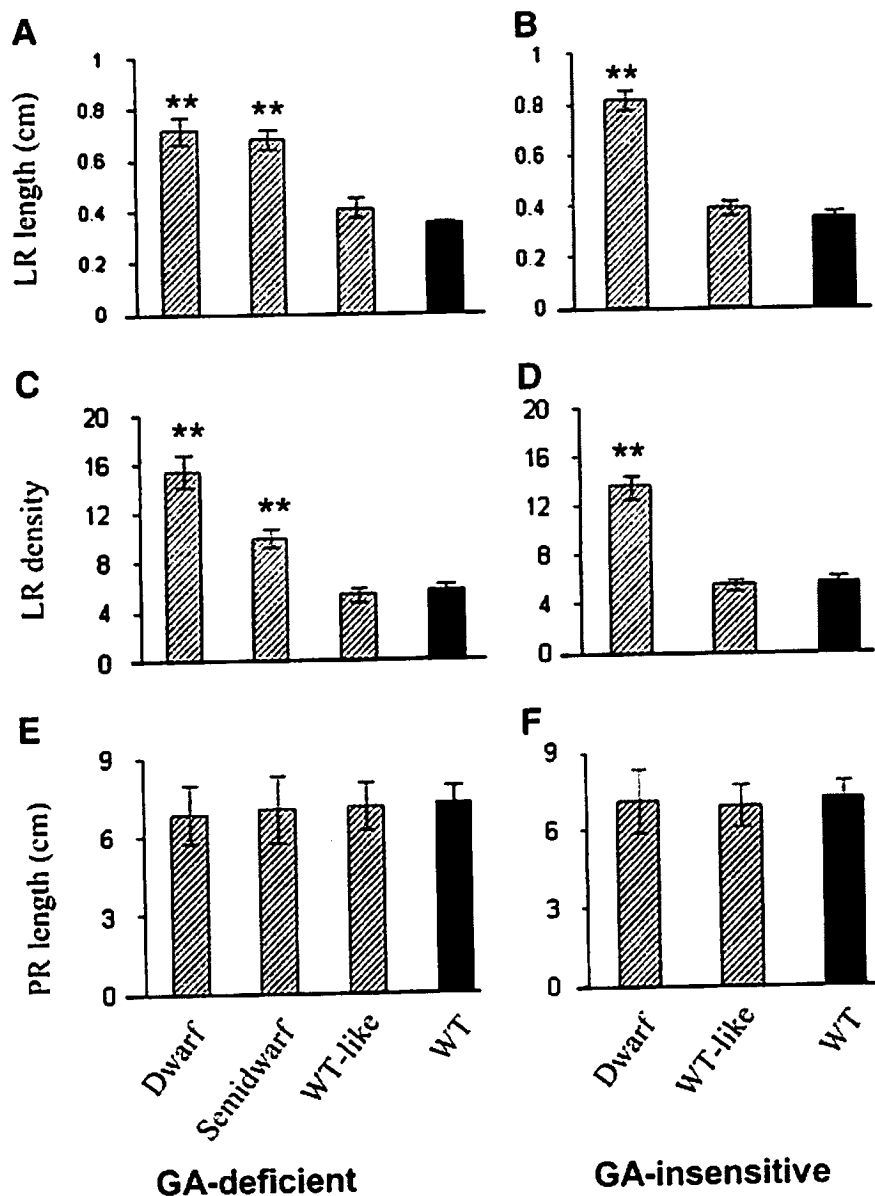 A
LR length (cm)
1
0.8
0.6
0.4
0.2
0
**
**
B
1
0.8
0.6
0.4
0.2
0
**
C
LR density
20
16
12
8
4
0
**
**
D
20
16
12
8
4
0
**
E
PR length (cm)
9
6
3
0
Dwarf
Semidwarf
WT-like
WT
GA-deficient
F
9
6
3
0
Dwarf
WT-like
WT
GA-insensitive